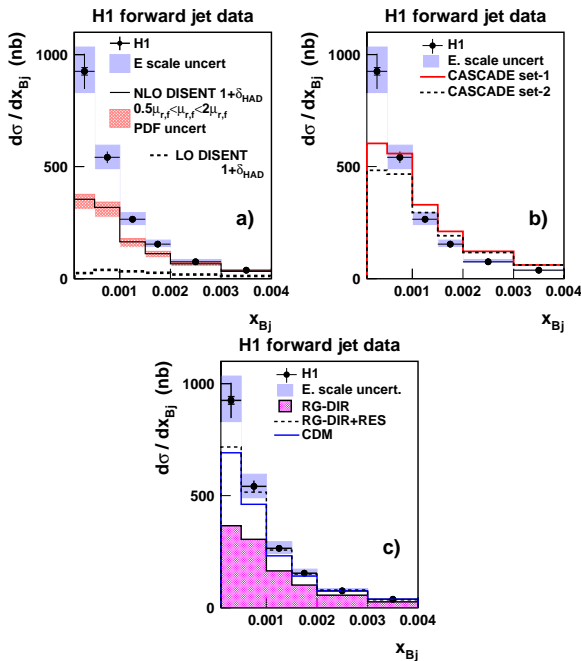 H1 forward jet data
dσ / dx_Bj (nb)
1000
500
0
H1
E scale uncert
NLO DISENT 1+δ_HAD
0.5μ_r,f<μ_r,f<2μ_r,f
PDF uncert
LO DISENT
1+δ_HAD
a)
0.001 0.002 0.003 0.004
x_Bj
H1 forward jet data
dσ / dx_Bj (nb)
1000
500
0
H1
E. scale uncert
CASCADE set-1
CASCADE set-2
b)
0.001 0.002 0.003 0.004
x_Bj
H1 forward jet data
dσ / dx_Bj (nb)
1000
500
0
H1
E. scale uncert.
RG-DIR
RG-DIR+RES
CDM
c)
0.001 0.002 0.003 0.004
x_Bj